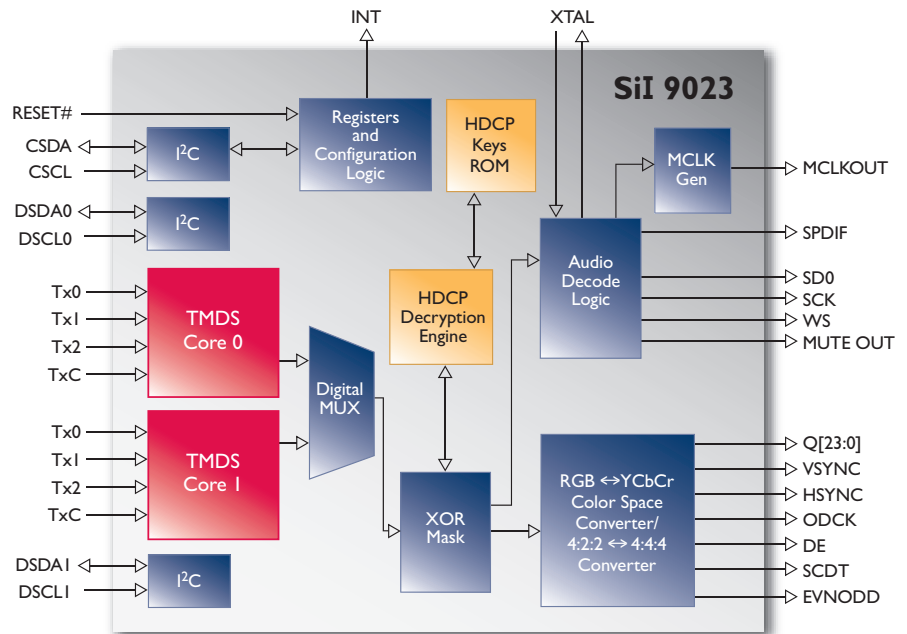 INT
XTAL
SiI 9023
RESET#
CSDA
CSCL
I²C
Registers
and
Configuration
Logic
HDCP
Keys
ROM
MCLK
Gen
MCLKOUT
DSDA0
DSCL0
I²C
Audio
Decode
Logic
SPDIF
SD0
SCK
WS
MUTE OUT
Tx0
Tx1
Tx2
TxC
TMDS
Core 0
HDCP
Decryption
Engine
Digital
MUX
Tx0
Tx1
Tx2
TxC
TMDS
Core 1
XOR
Mask
RGB ↔YCbCr
Color Space
Converter/
4:2:2 ↔ 4:4:4
Converter
Q[23:0]
VSYNC
HSYNC
ODCK
DE
SCDT
EVNODD
DSDA1
DSCL1
I²C